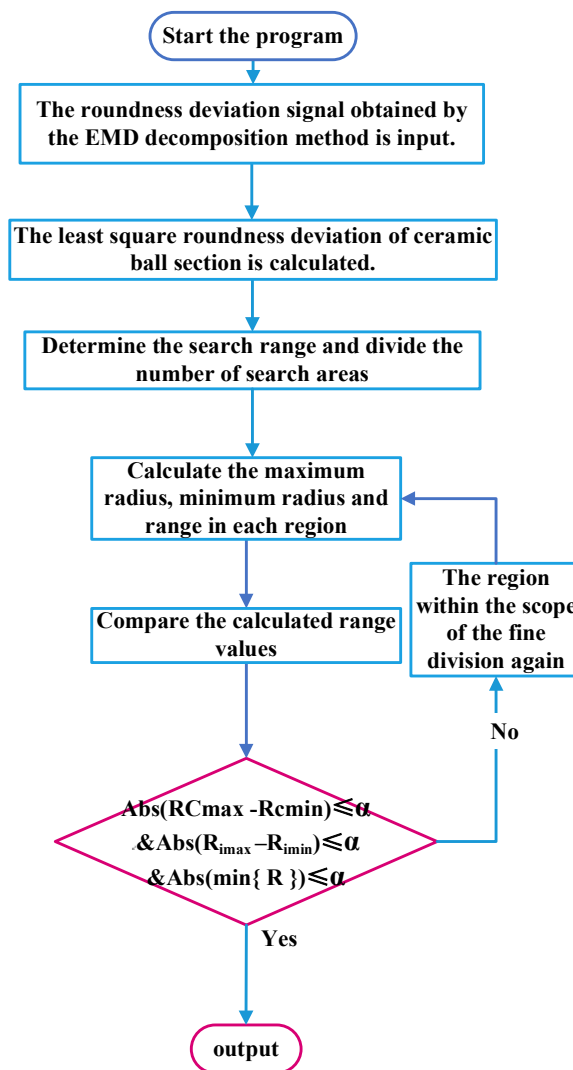 Start the program
The roundness deviation signal obtained by
the EMD decomposition method is input.
The least square roundness deviation of ceramic
ball section is calculated.
Determine the search range and divide the
number of search areas
Calculate the maximum
radius, minimum radius and
range in each region
The region
within the scope
of the fine
division again
Compare the calculated range
values
No
Abs(RCmax -Rcmin)≤α
&Abs(Rimax –Rimin)≤α
&Abs(min{ R })≤α
Yes
output